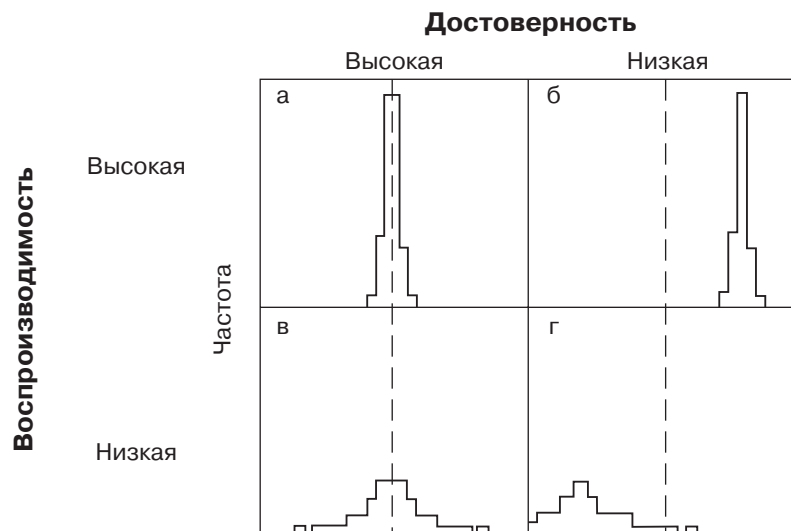 Достоверность
Высокая
Низкая
Воспроизводимость
Высокая
Низкая
Частота
а
б
в
г